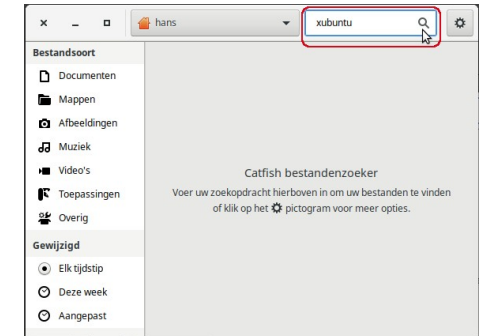 hans
xubuntu
Bestandsoort
Documenten
Mappen
Afbeeldingen
Muziek
Video's
Toepassingen
Overig
Gewijzigd
Elk tijdstip
Deze week
Aangepast
Catfish bestandenzoeker
Voer uw zoekopdracht hierboven in om uw bestanden te vinden
of klik op het pictogram voor meer opties.